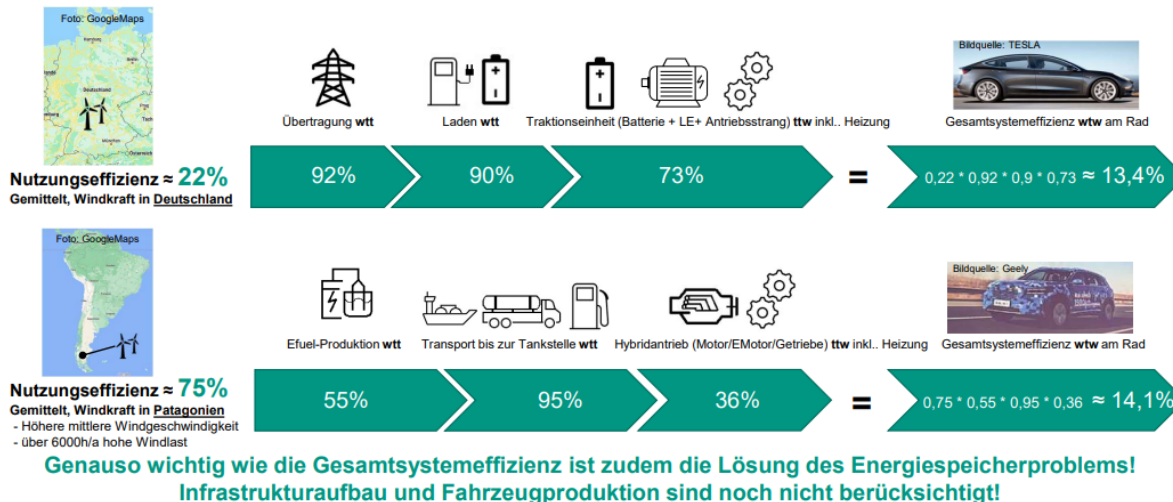 Foto: GoogleMaps
Deutschland
Nutzungseffizienz ≈ 22%
Gemittelt, Windkraft in Deutschland
Übertragung wtt
Laden wtt
Traktionseinheit (Batterie + LE+ Antriebsstrang) ttw inkl.. Heizung
Bildquelle: TESLA
Gesamtsystemeffizienz wtw am Rad
92%
90%
73%
=
0,22 * 0,92 * 0,9 * 0,73 ≈ 13,4%
Foto: GoogleMaps
Nutzungseffizienz ≈ 75%
Gemittelt, Windkraft in Patagonien
- Höhere mittlere Windgeschwindigkeit
- über 6000h/a hohe Windlast
Efuel-Produktion wtt
Transport bis zur Tankstelle wtt
Hybridantrieb (Motor/EMotor/Getriebe) ttw inkl.. Heizung
Bildquelle: Geely
Gesamtsystemeffizienz wtw am Rad
55%
95%
36%
=
0,75 * 0,55 * 0,95 * 0,36 ≈ 14,1%
Genauso wichtig wie die Gesamtsystemeffizienz ist zudem die Lösung des Energiespeicherproblems!
Infrastrukturaufbau und Fahrzeugproduktion sind noch nicht berücksichtigt!